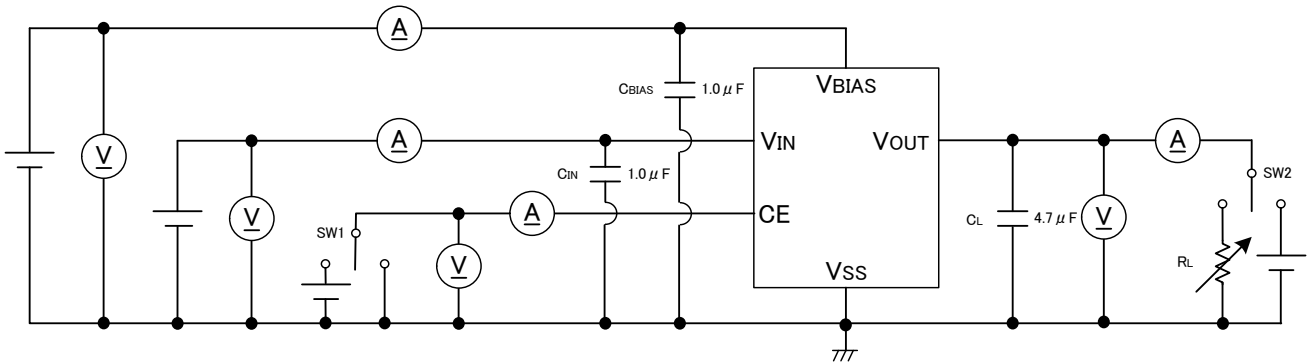 A
V
CBIAS 1.0μF
VBIAS
A
V
VIN
VOUT
A
CIN 1.0μF
SW2
SW1
A
V
CE
CL 4.7μF
V
RL
VSS